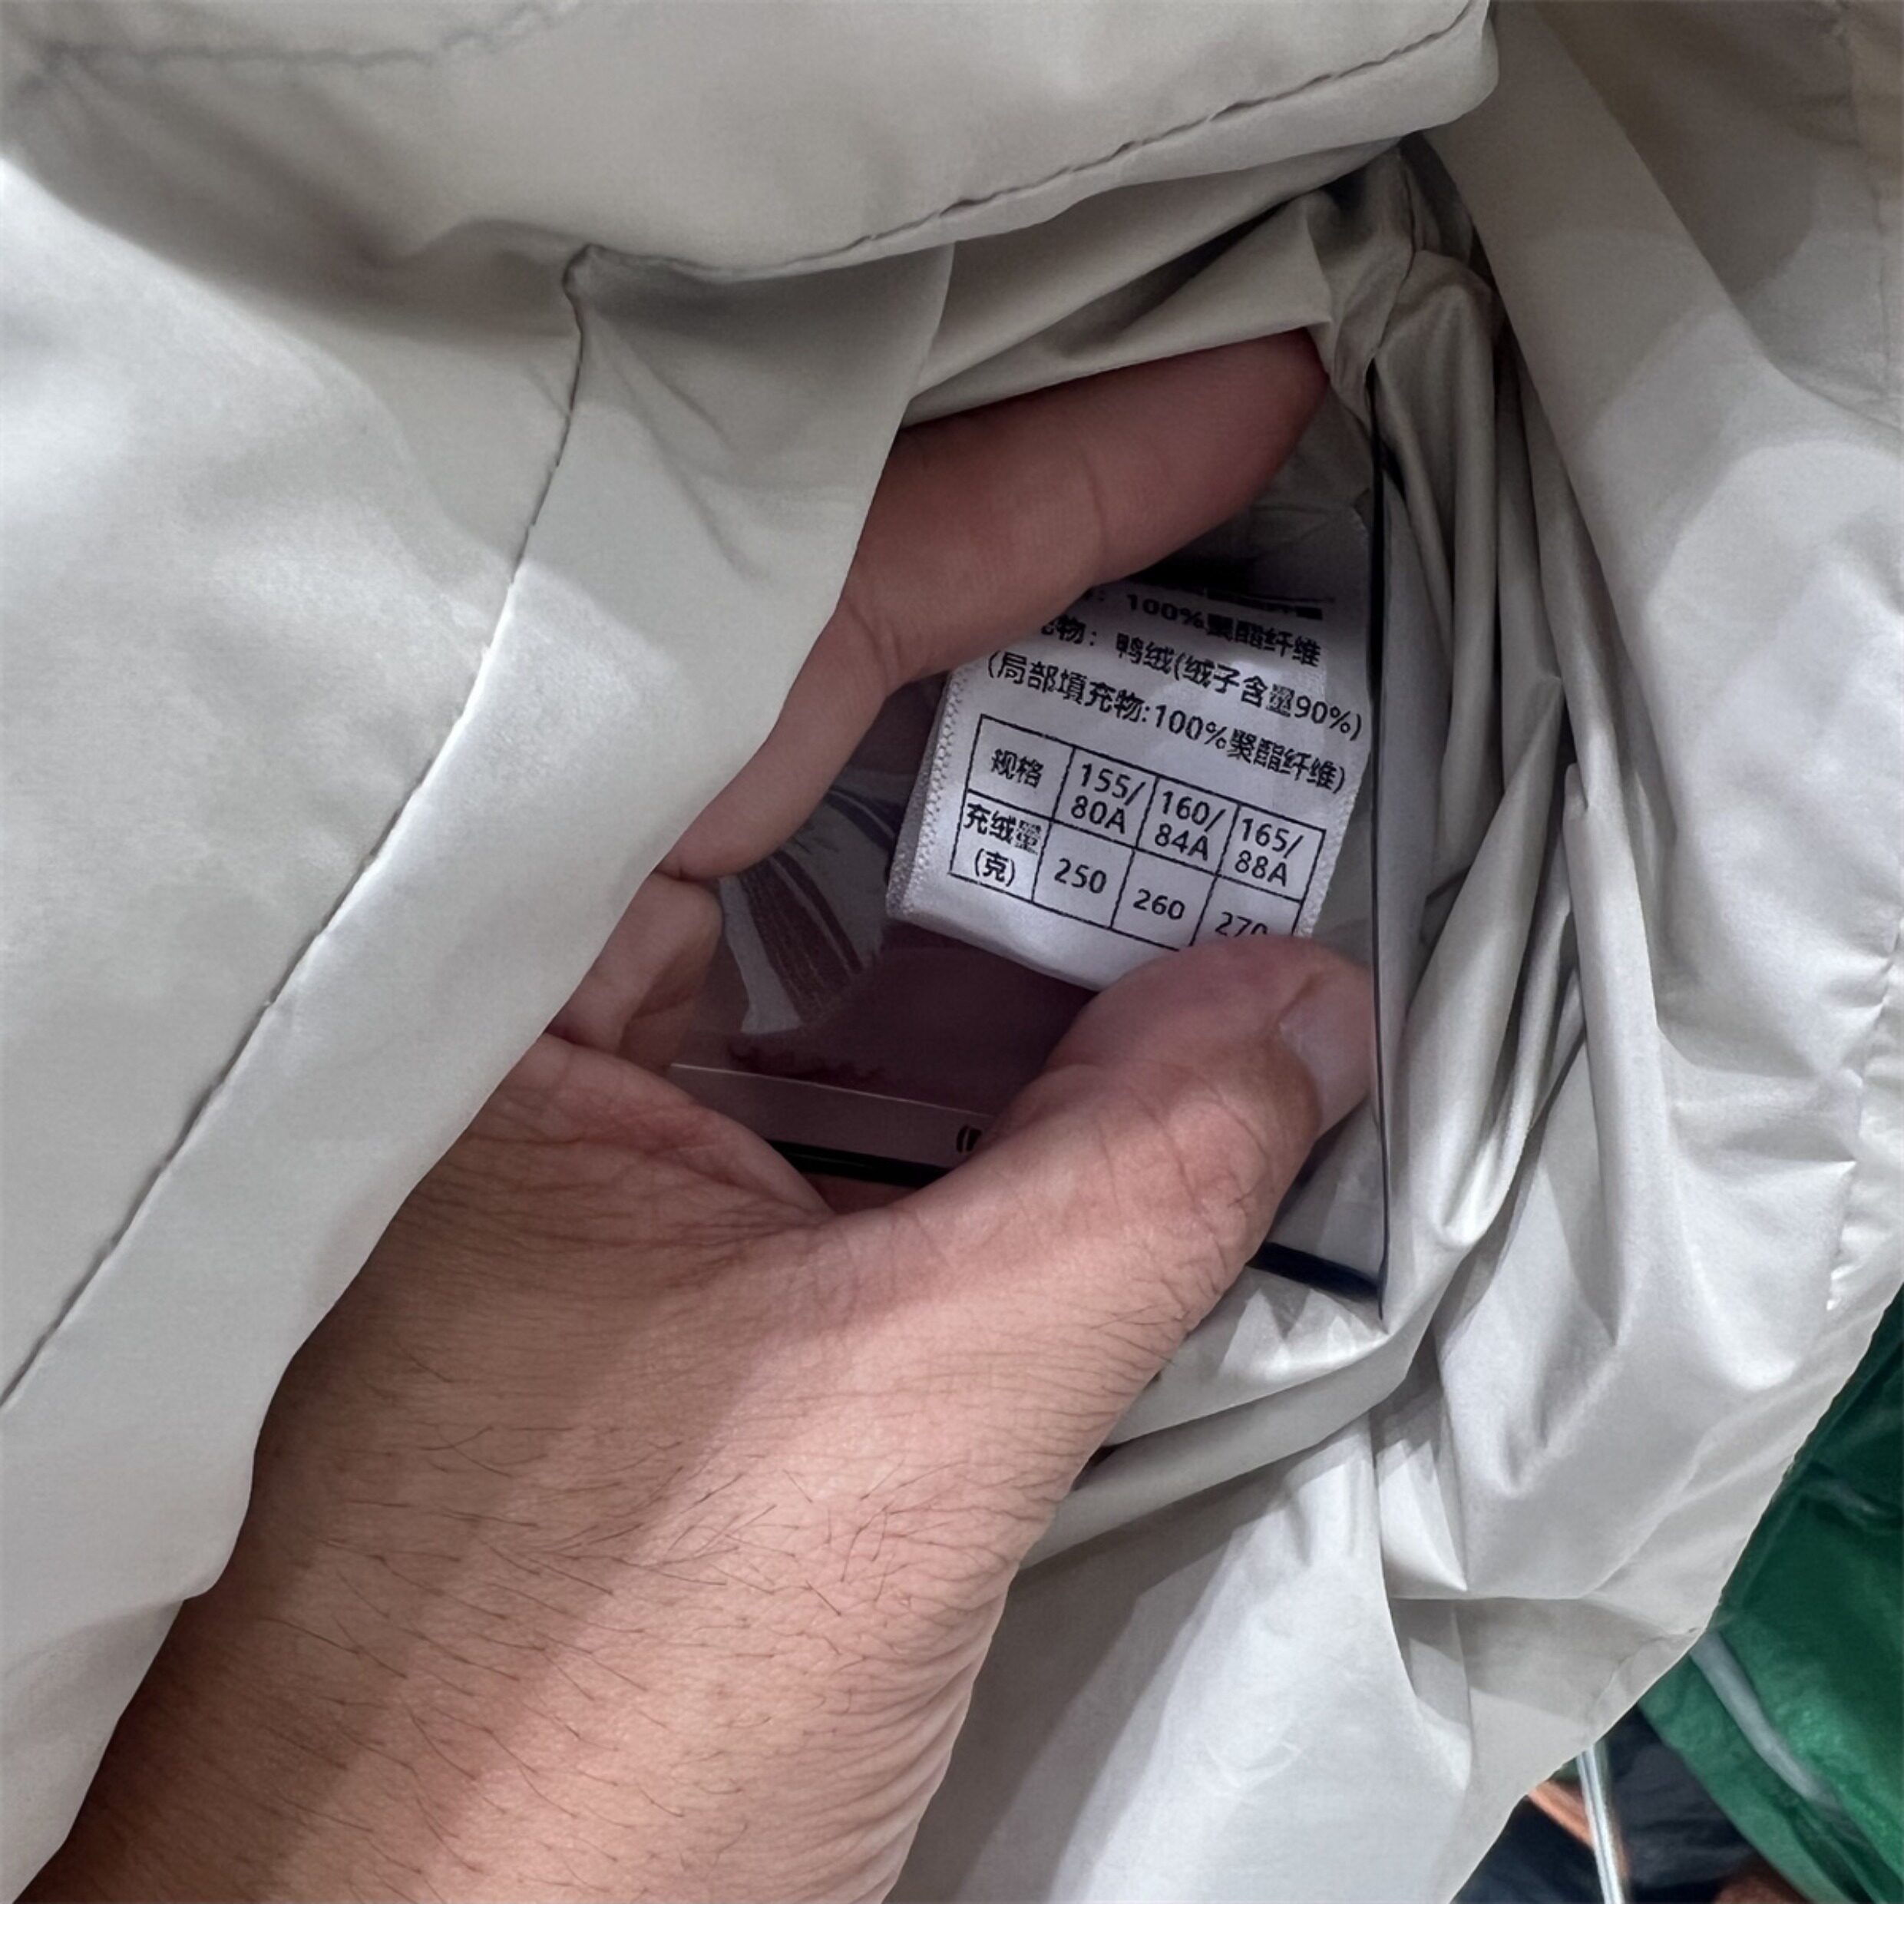 ：100%聚酯纤维
充物：鸭绒(绒子含量90%)
(局部填充物:100%聚酯纤维)
规格 155/80A 160/84A 165/88A
充绒量(克) 250 260 270